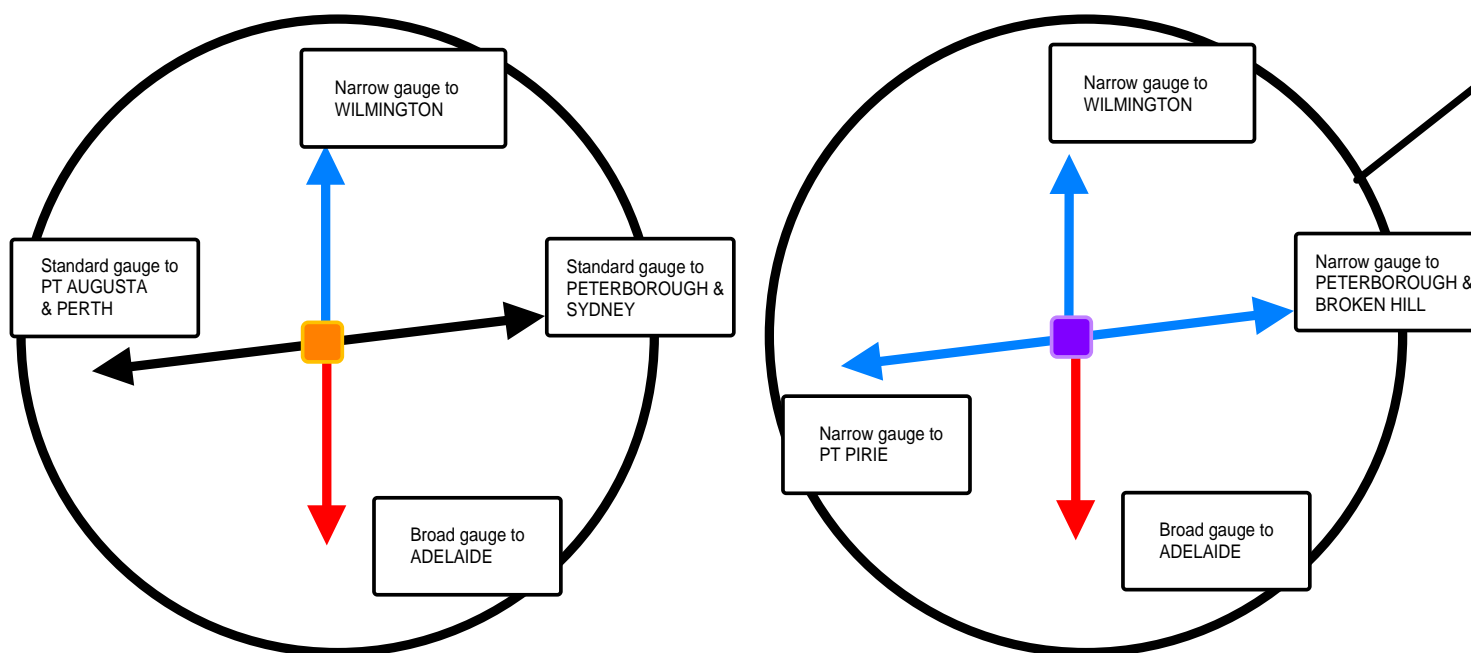 Narrow gauge to
WILMINGTON
Standard gauge to
PT AUGUSTA
& PERTH
Standard gauge to
PETERBOROUGH &
SYDNEY
Broad gauge to
ADELAIDE
Narrow gauge to
WILMINGTON
Narrow gauge to
PETERBOROUGH &
BROKEN HILL
Narrow gauge to
PT PIRIE
Broad gauge to
ADELAIDE